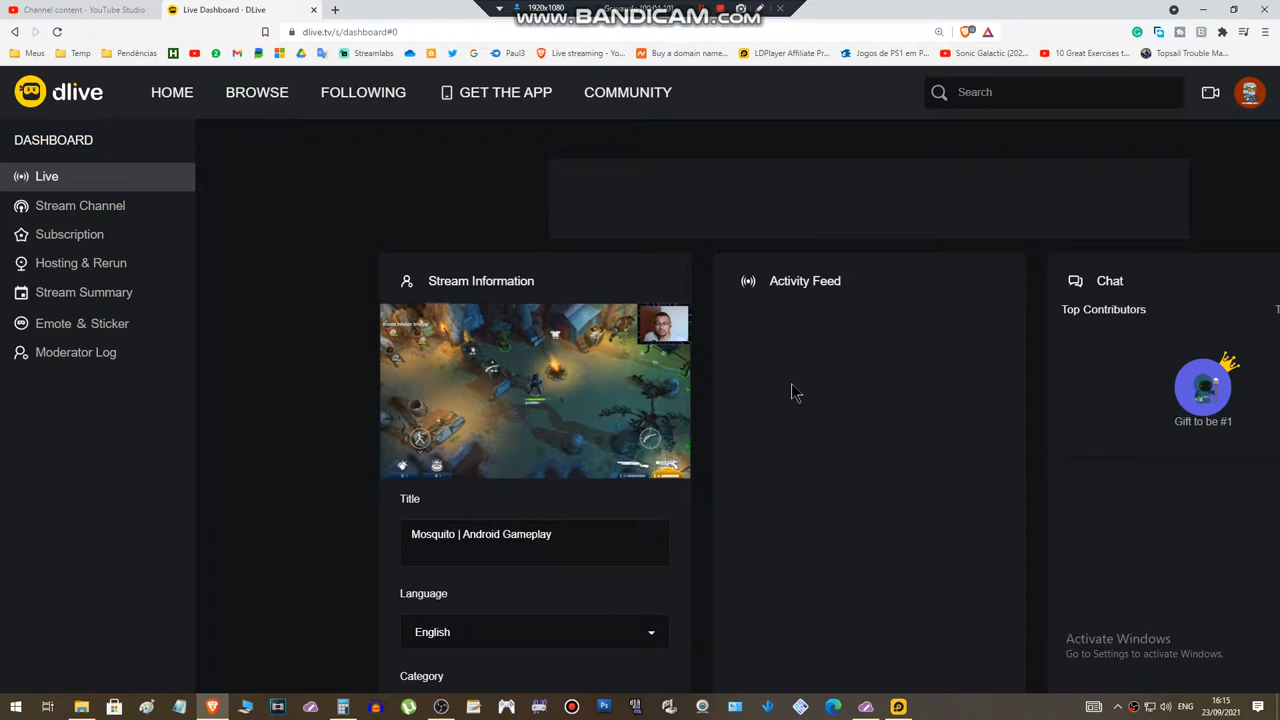 Channel content - YouTube Studio
Live Dashboard · DLive
1920x1080
www.BANDICAM.com
dlive.tv/s/dashboard#0
Meus
Temp
Pendências
Streamlabs
Paul3
Live streaming - Yo...
Buy a domain name...
LDPlayer Affiliate Pr...
Jogos de PS1 em P...
Sonic Galactic (202...
10 Great Exercises t...
Topsail Trouble Ma...
dlive
HOME
BROWSE
FOLLOWING
GET THE APP
COMMUNITY
Search
DASHBOARD
Live
Stream Channel
Subscription
Hosting & Rerun
Stream Summary
Emote & Sticker
Moderator Log
Stream Information
Title
Mosquito | Android Gameplay
Language
English
Category
Activity Feed
Chat
Top Contributors
Gift to be #1
Activate Windows
Go to Settings to activate Windows.
ENG
16:15
23/09/2021